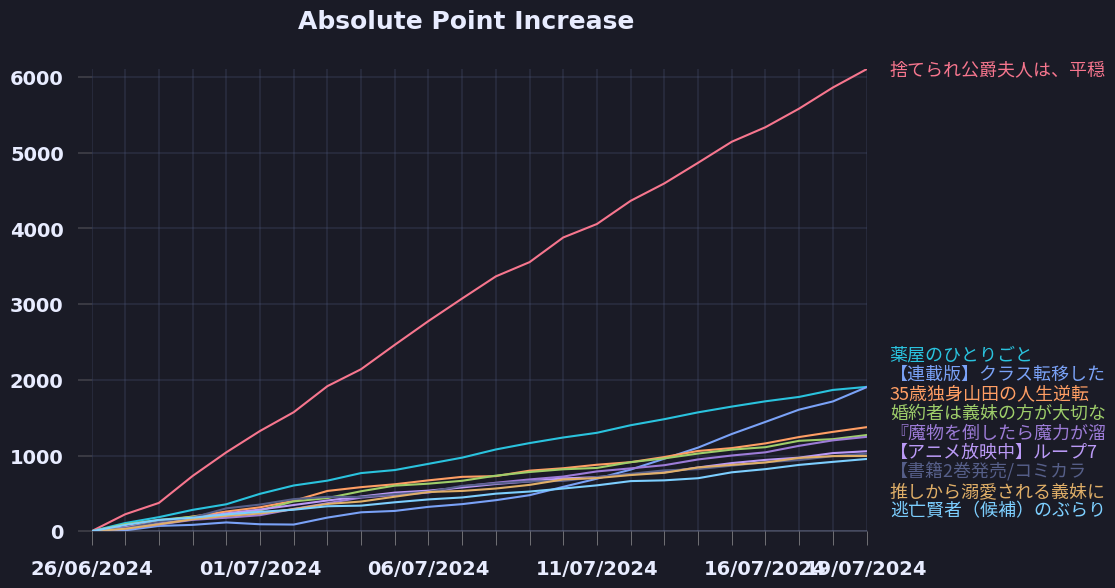 Absolute Point Increase
6000
5000
4000
3000
2000
1000
0
26/06/2024
01/07/2024
06/07/2024
11/07/2024
16/07/2024
19/07/2024
捨てられ公爵夫人は、平穏
薬屋のひとりごと
【連載版】クラス転移した
35歳独身山田の人生逆転
婚約者は義妹の方が大切な
『魔物を倒したら魔力が溜
【アニメ放映中】ループ7
【書籍2巻発売/コミカラ
推しから溺愛される義妹に
逃亡賢者（候補）のぶらり